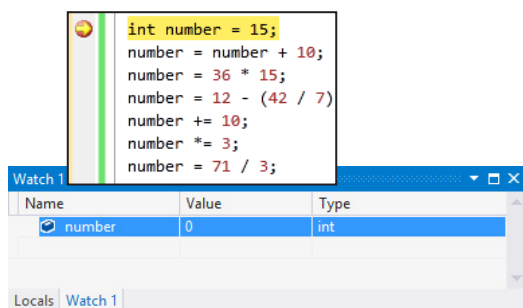 int number = 15;
number = number + 10;
number = 36 * 15;
number = 12 - (42 / 7)
number += 10;
number *= 3;
number = 71 / 3;
Watch 1
Name Value Type
number 0 int
Locals Watch 1